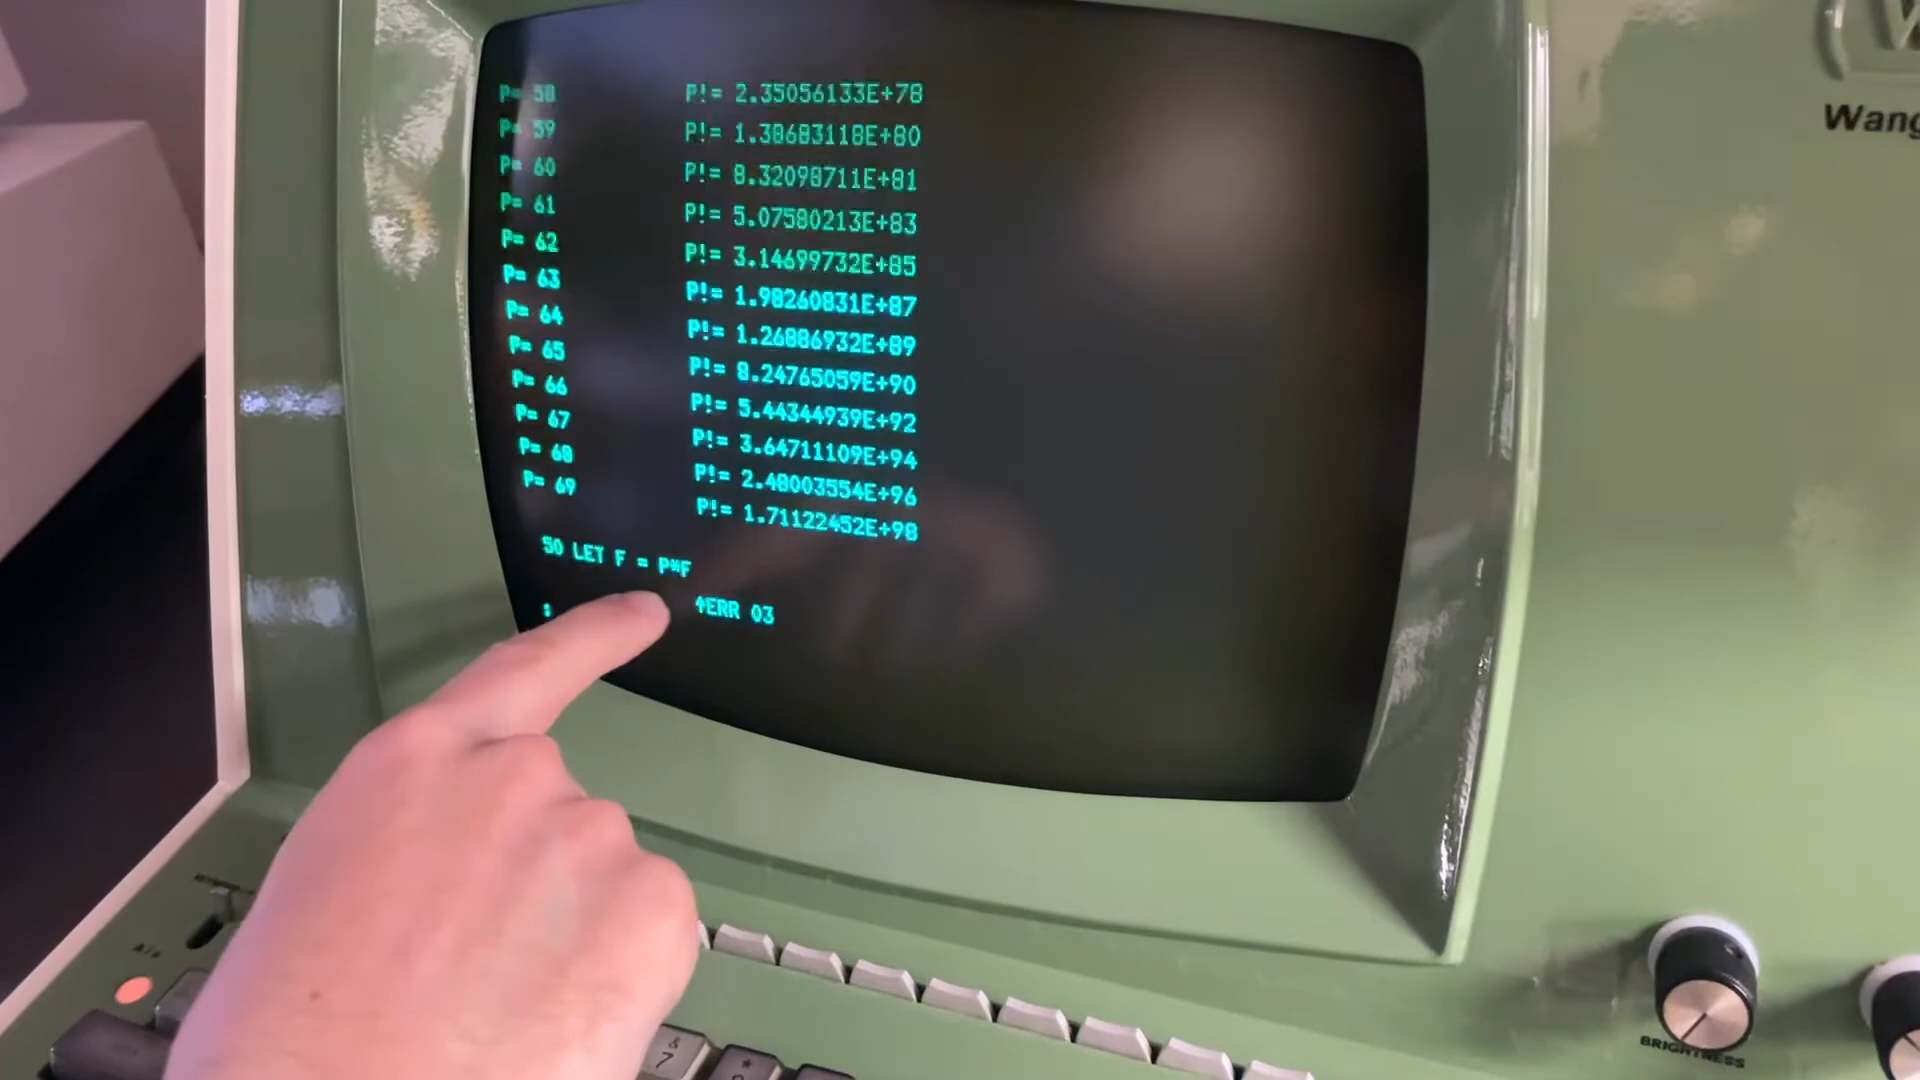 P= 58 P!= 2.35056133E+78
P= 59 P!= 1.38683118E+80
P= 60 P!= 8.32098711E+81
P= 61 P!= 5.07580213E+83
P= 62 P!= 3.14699732E+85
P= 63 P!= 1.98260831E+87
P= 64 P!= 1.26886932E+89
P= 65 P!= 8.24765059E+90
P= 66 P!= 5.44344939E+92
P= 67 P!= 3.64711109E+94
P= 68 P!= 2.48003554E+96
P= 69 P!= 1.71122452E+98
50 LET F = P*F
: ↑ERR 03
Wang
BRIGHTNESS
&
7
*